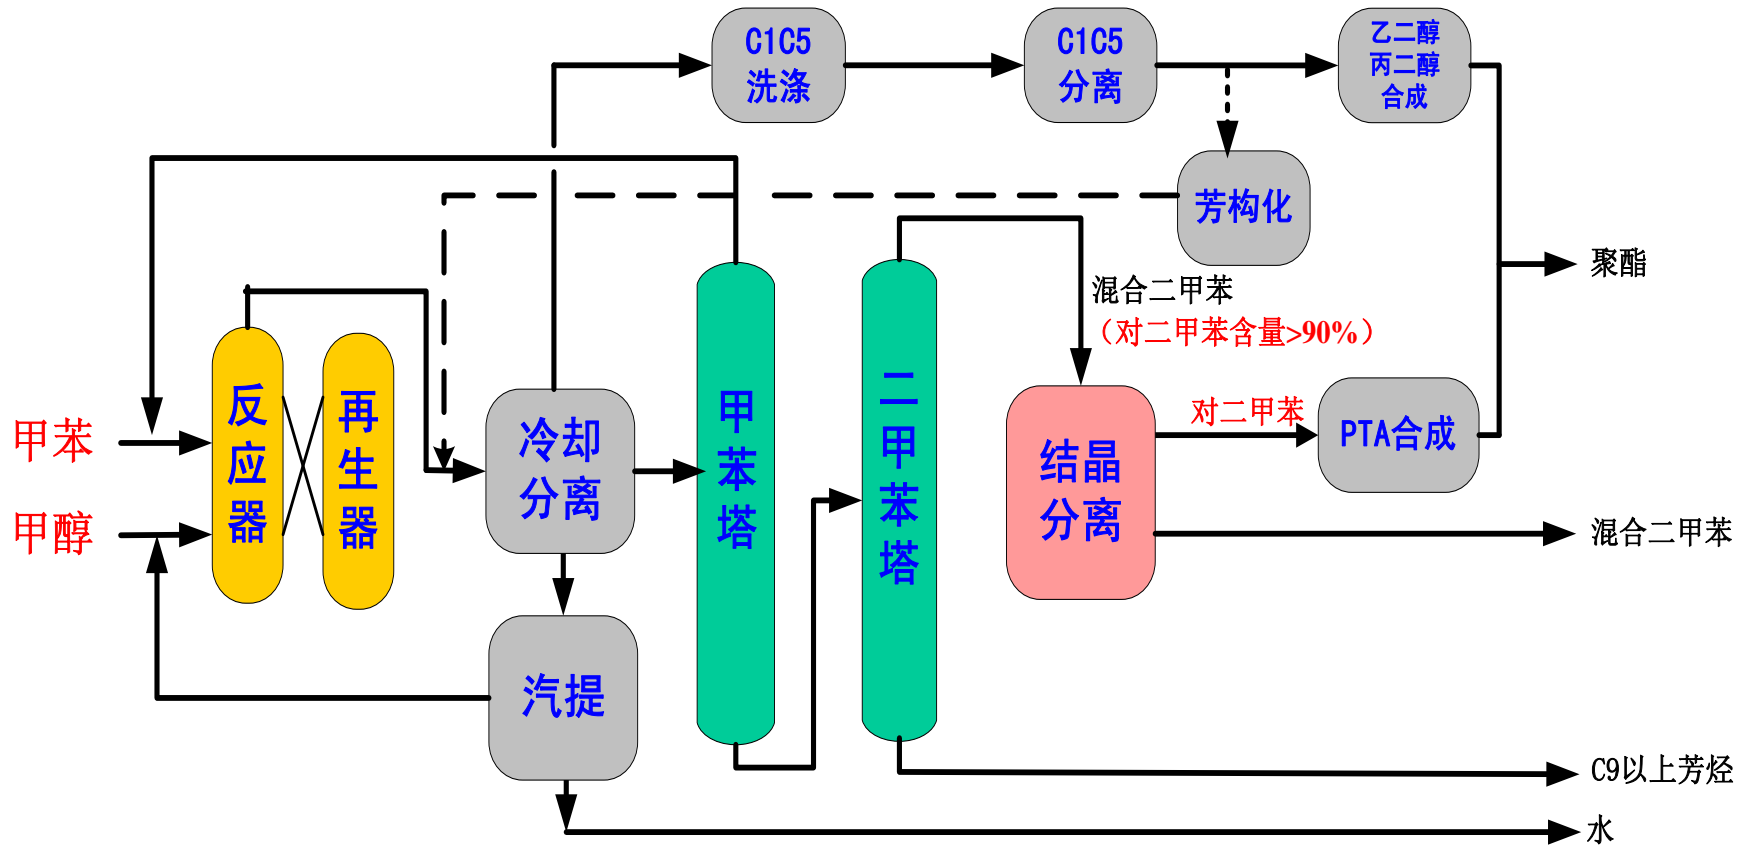 C1C5
洗涤
C1C5
分离
乙二醇
丙二醇
合成
芳构化
聚酯
混合二甲苯
（对二甲苯含量>90%）
甲苯
甲醇
反应器
再生器
冷却
分离
甲苯塔
二甲苯塔
结晶
分离
对二甲苯
PTA合成
混合二甲苯
汽提
C9以上芳烃
水